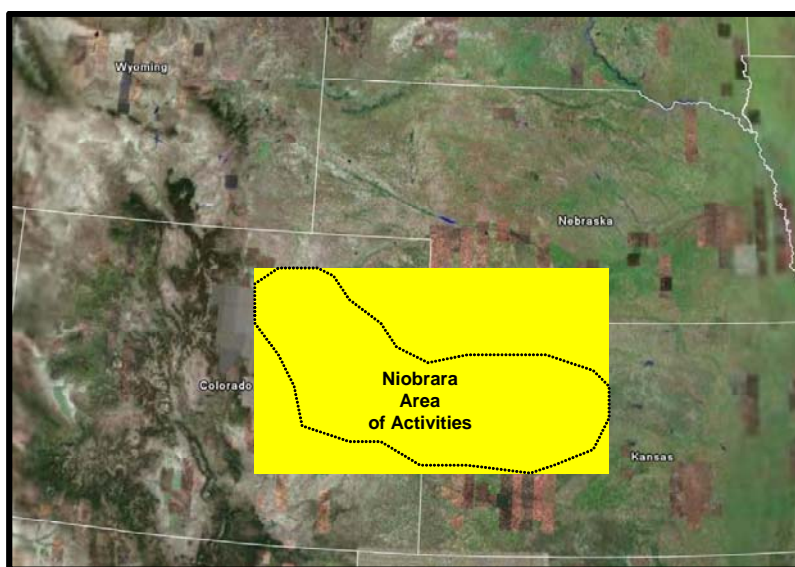 Wyoming
Nebraska
Colorado
Niobrara
Area
of Activities
Kansas